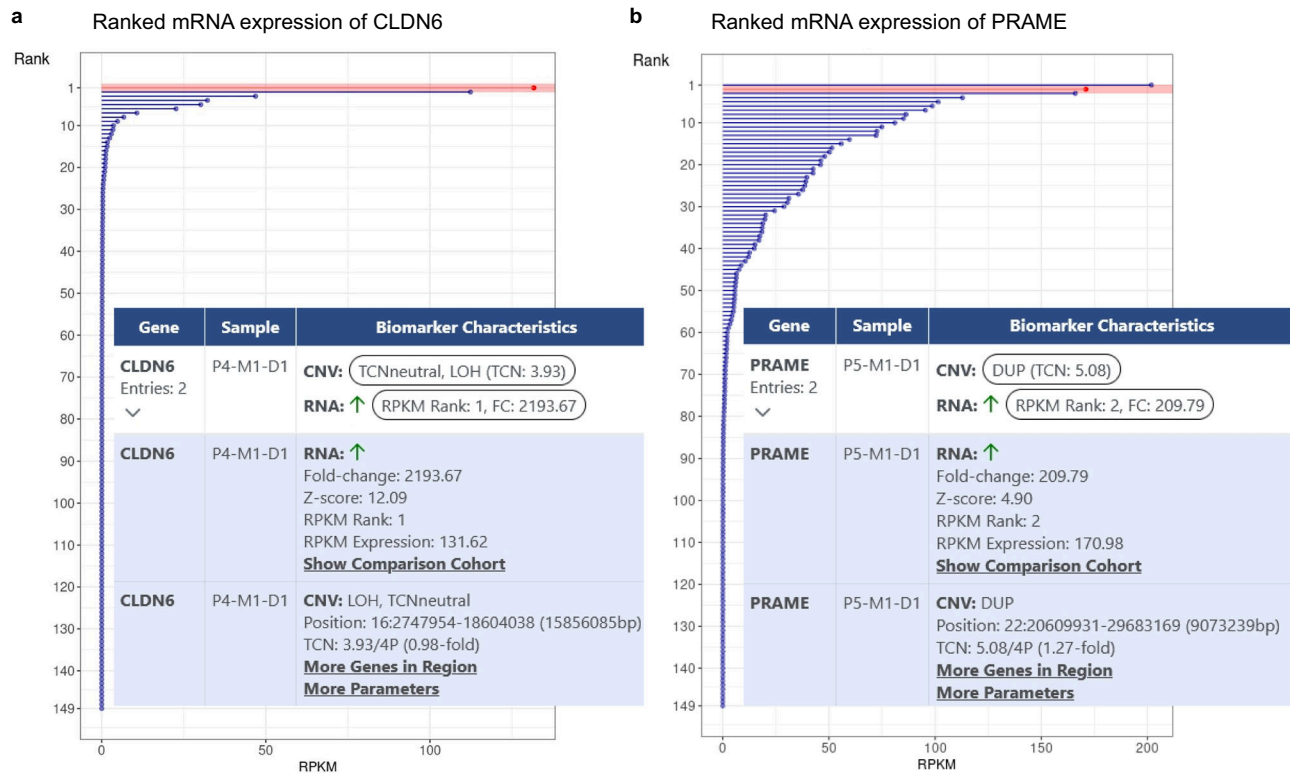 a
Ranked mRNA expression of CLDN6
Rank
1
10
20
30
40
50
60
70
80
90
100
110
120
130
140
149
0
50
100
RPKM
Gene
Sample
Biomarker Characteristics
CLDN6
Entries: 2
P4-M1-D1
CNV: TCNneutral, LOH (TCN: 3.93)
RNA: ↑ RPKM Rank: 1, FC: 2193.67
CLDN6
P4-M1-D1
RNA: ↑
Fold-change: 2193.67
Z-score: 12.09
RPKM Rank: 1
RPKM Expression: 131.62
Show Comparison Cohort
CLDN6
P4-M1-D1
CNV: LOH, TCNneutral
Position: 16:2747954-18604038 (15856085bp)
TCN: 3.93/4P (0.98-fold)
More Genes in Region
More Parameters
b
Ranked mRNA expression of PRAME
Rank
1
10
20
30
40
50
60
70
80
90
100
110
120
130
140
149
0
50
100
150
200
RPKM
Gene
Sample
Biomarker Characteristics
PRAME
Entries: 2
P5-M1-D1
CNV: DUP (TCN: 5.08)
RNA: ↑ RPKM Rank: 2, FC: 209.79
PRAME
P5-M1-D1
RNA: ↑
Fold-change: 209.79
Z-score: 4.90
RPKM Rank: 2
RPKM Expression: 170.98
Show Comparison Cohort
PRAME
P5-M1-D1
CNV: DUP
Position: 22:20609931-29683169 (9073239bp)
TCN: 5.08/4P (1.27-fold)
More Genes in Region
More Parameters